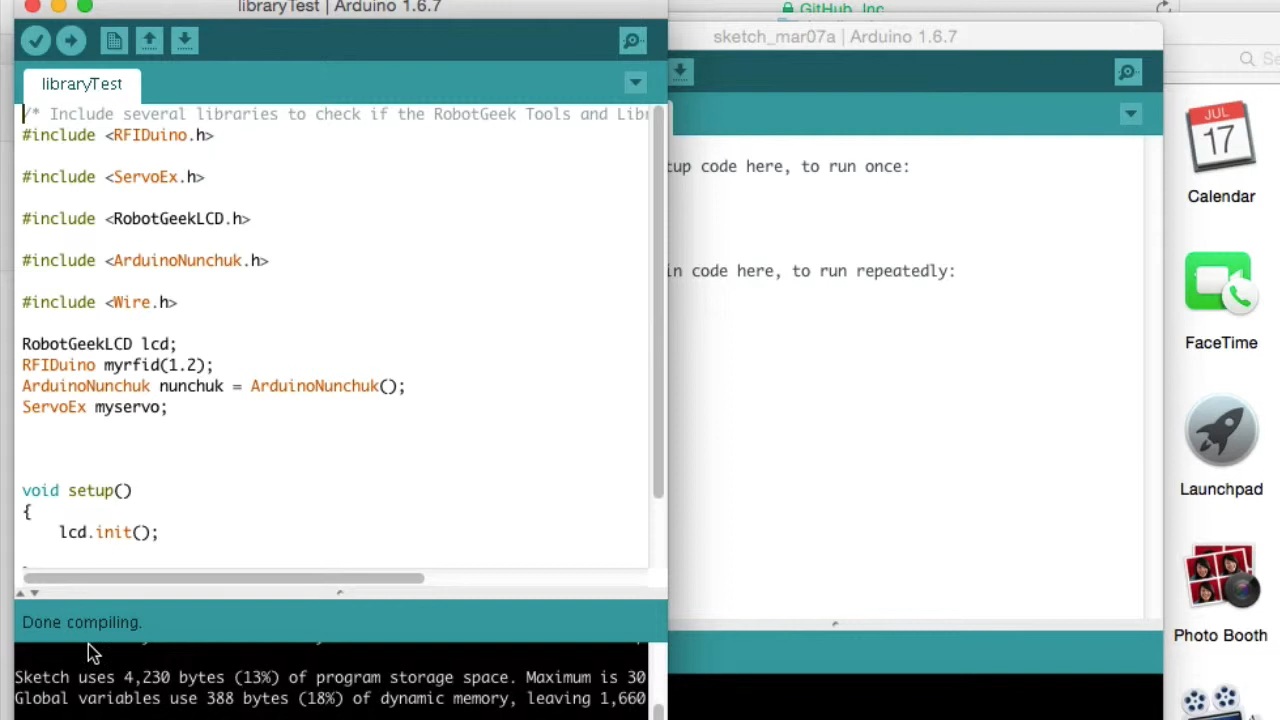 libraryTest | Arduino 1.6.7
GitHub, Inc.
sketch_mar07a | Arduino 1.6.7
libraryTest
/* Include several libraries to check if the RobotGeek Tools and Libr
#include <RFIDuino.h>
#include <ServoEx.h>
#include <RobotGeekLCD.h>
#include <ArduinoNunchuk.h>
#include <Wire.h>
RobotGeekLCD lcd;
RFIDuino myrfid(1.2);
ArduinoNunchuk nunchuk = ArduinoNunchuk();
ServoEx myservo;
void setup()
{
lcd.init();
Done compiling.
Sketch uses 4,230 bytes (13%) of program storage space. Maximum is 30
Global variables use 388 bytes (18%) of dynamic memory, leaving 1,660
tup code here, to run once:
in code here, to run repeatedly:
Se
JUL
17
Calendar
FaceTime
Launchpad
Photo Booth